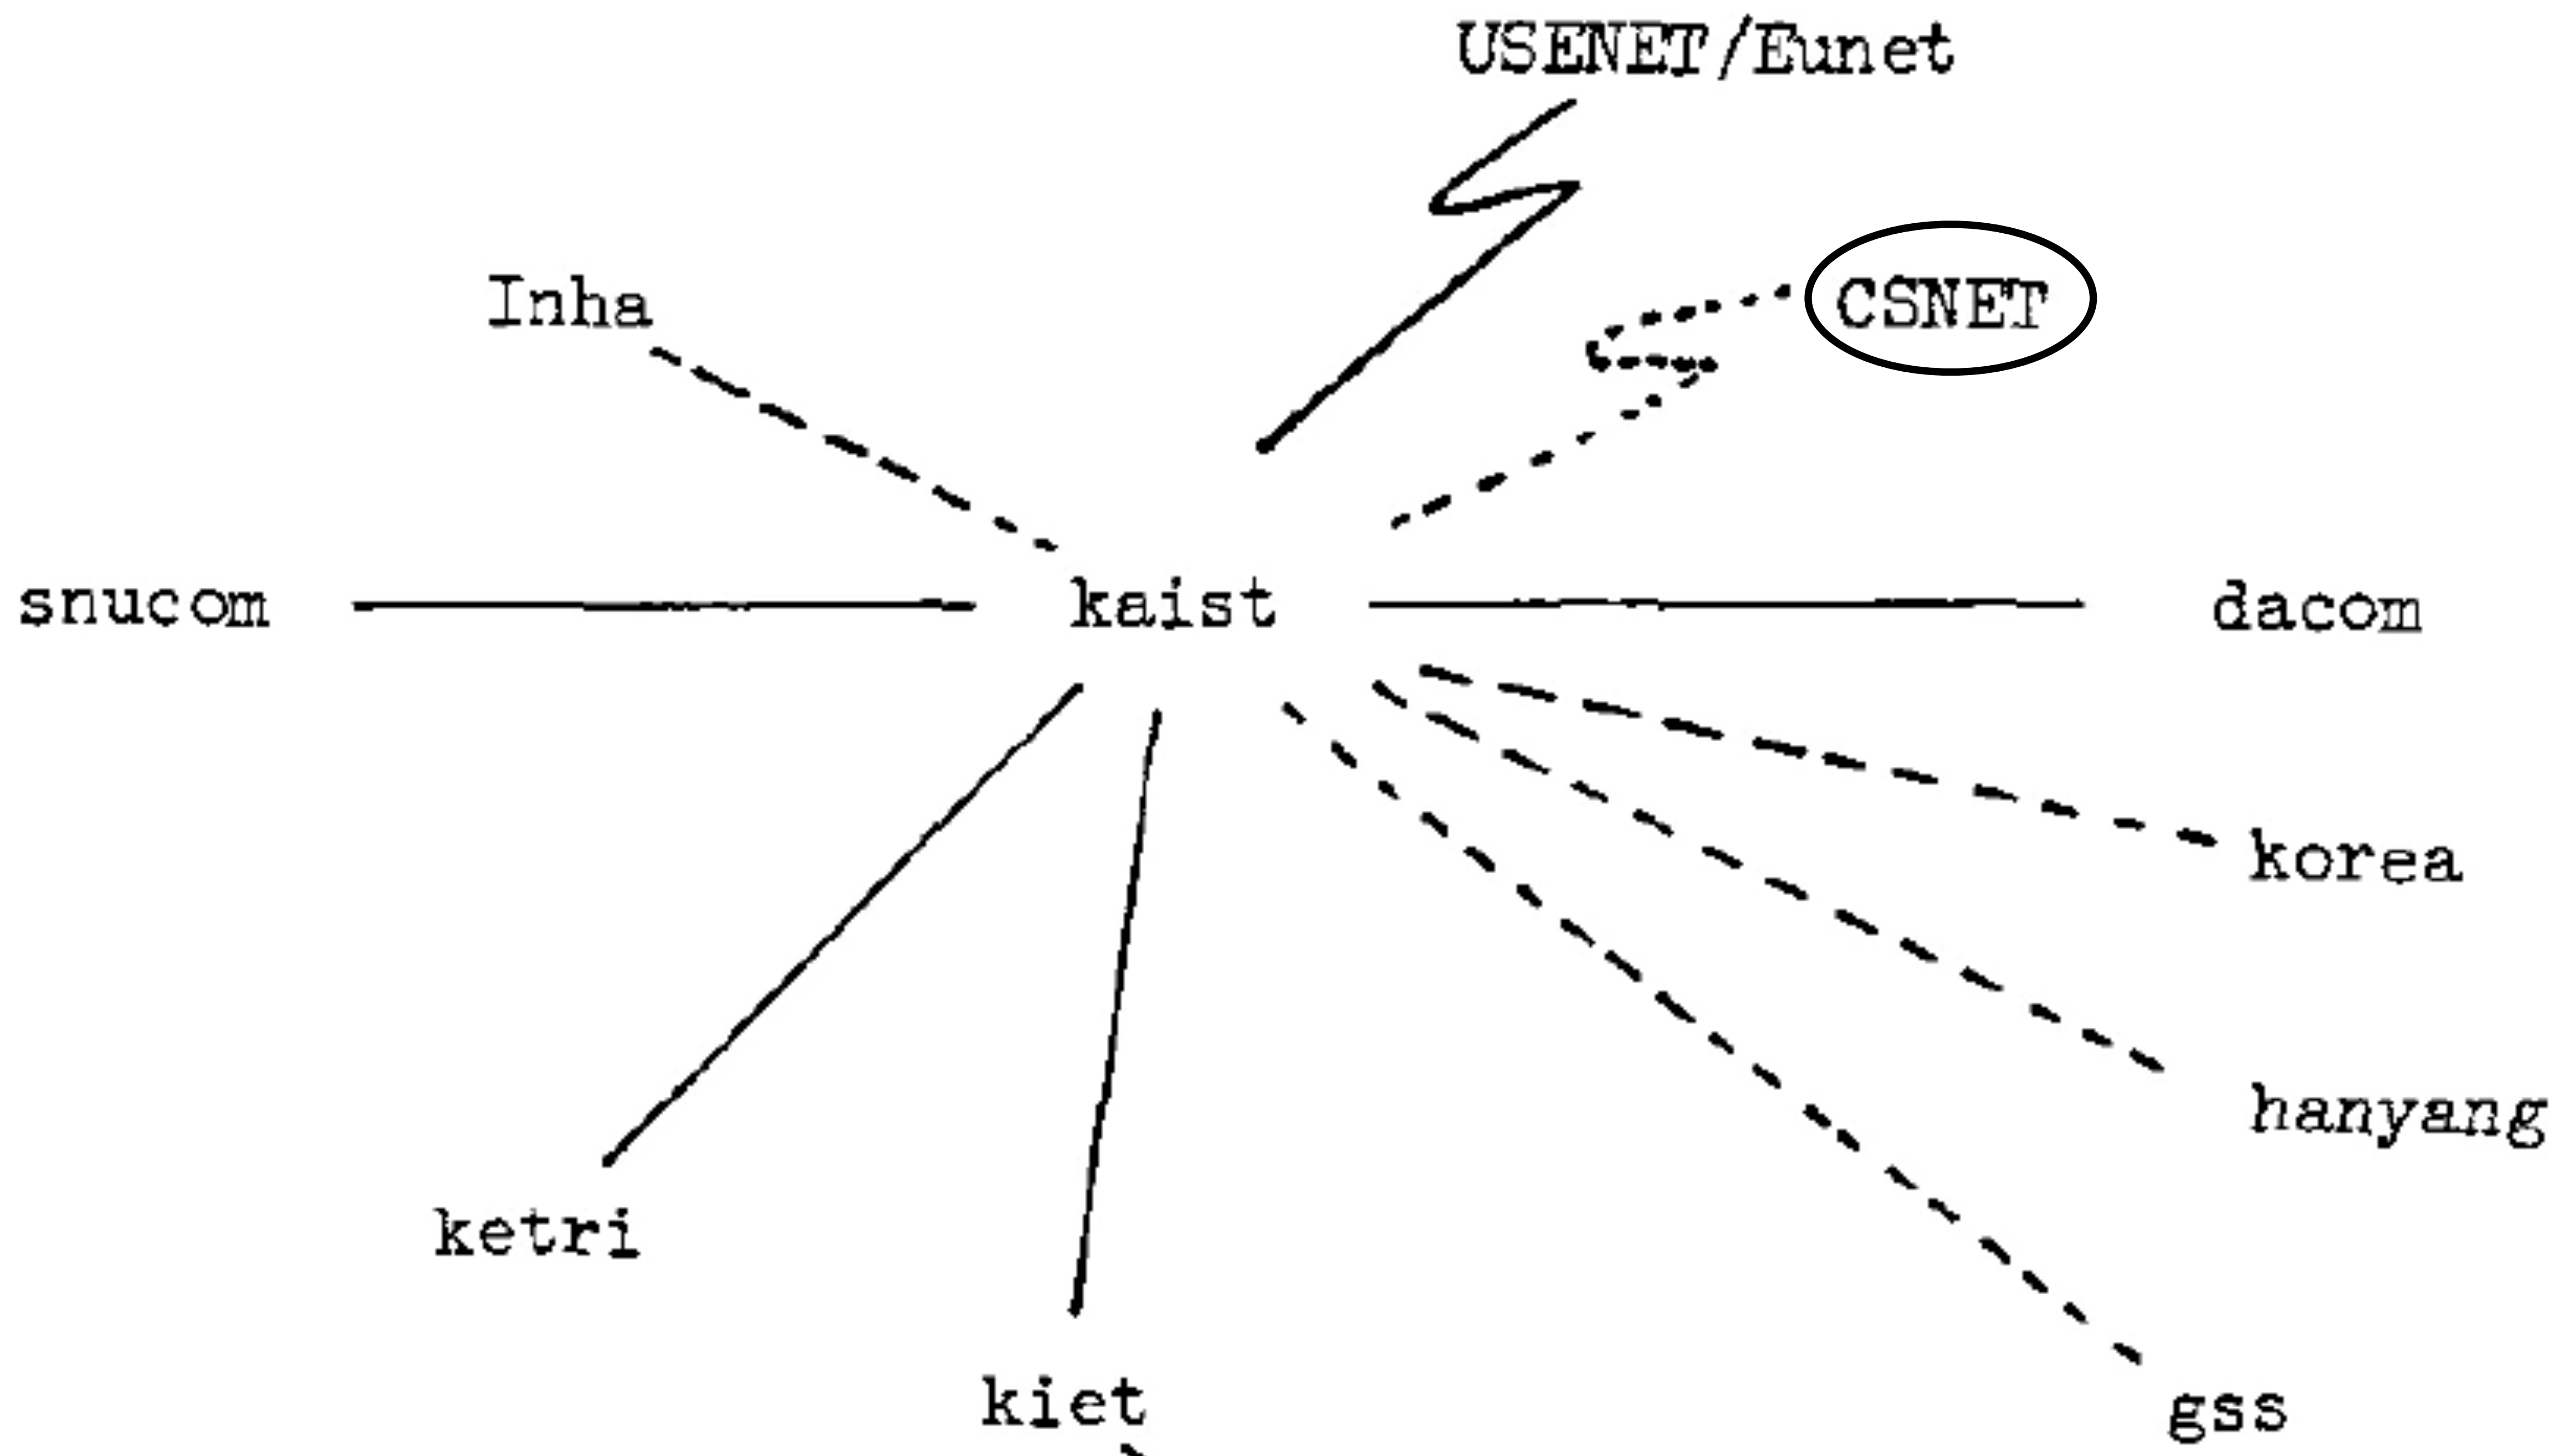 USENET/Eunet
Inha
CSNET
snucom
kaist
dacom
korea
hanyang
ketri
kiet
gss